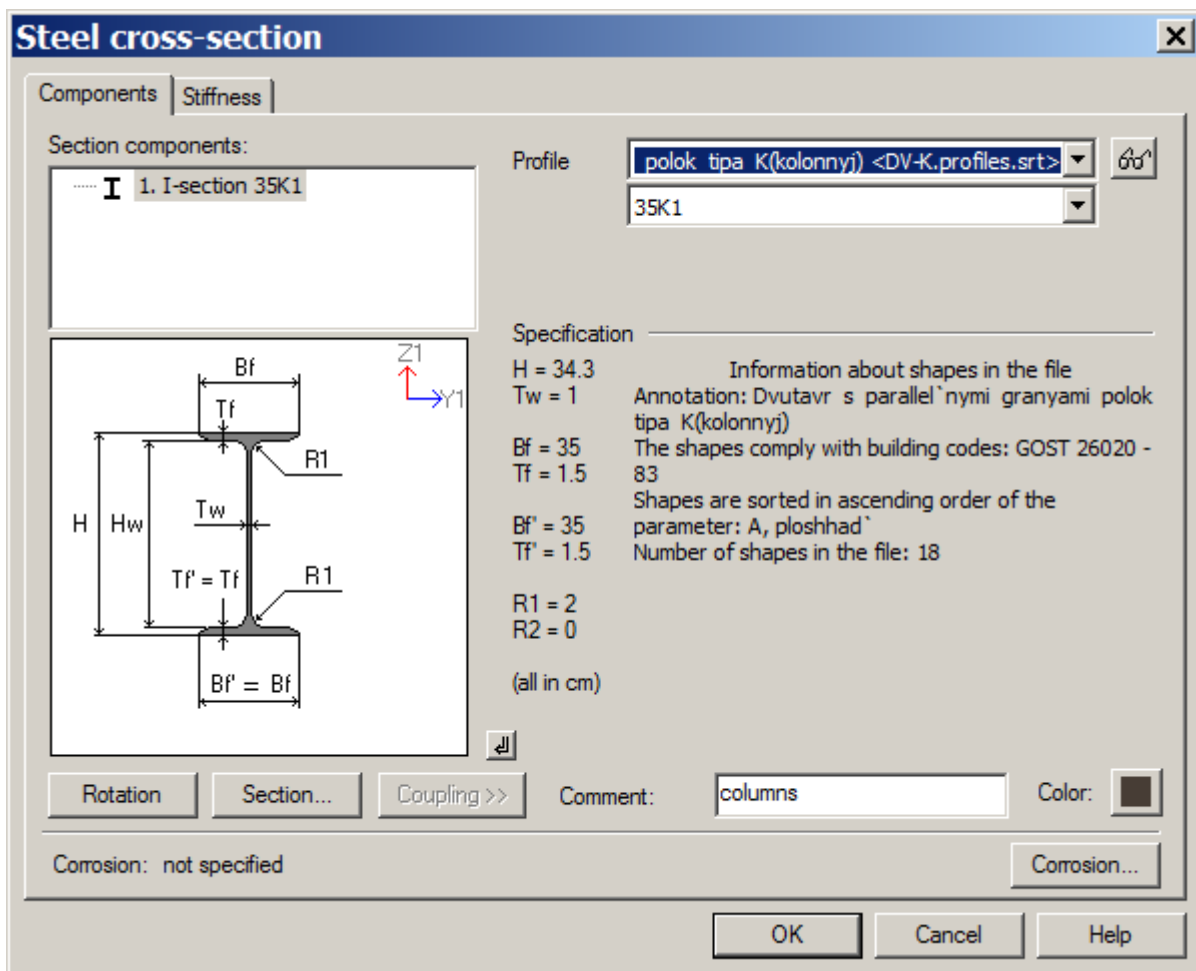 Steel cross-section
Components
Stiffness
Section components:
1. I-section 35K1
Profile
polok tipa K(kolonnyj) <DV-K.profiles.srt>
35K1
Bf
Tf
R1
H
Hw
Tw
Tf' = Tf
R1
Bf' = Bf
Z1
Y1
Specification
H = 34.3
Tw = 1
Bf = 35
Tf = 1.5
Bf' = 35
Tf' = 1.5
R1 = 2
R2 = 0
(all in cm)
Information about shapes in the file
Annotation: Dvutavr s parallel`nymi granyami polok
tipa K(kolonnyj)
The shapes comply with building codes: GOST 26020 -
83
Shapes are sorted in ascending order of the
parameter: A, ploshhad`
Number of shapes in the file: 18
Rotation
Section...
Coupling >>
Comment:
columns
Color:
Corrosion: not specified
Corrosion...
OK
Cancel
Help